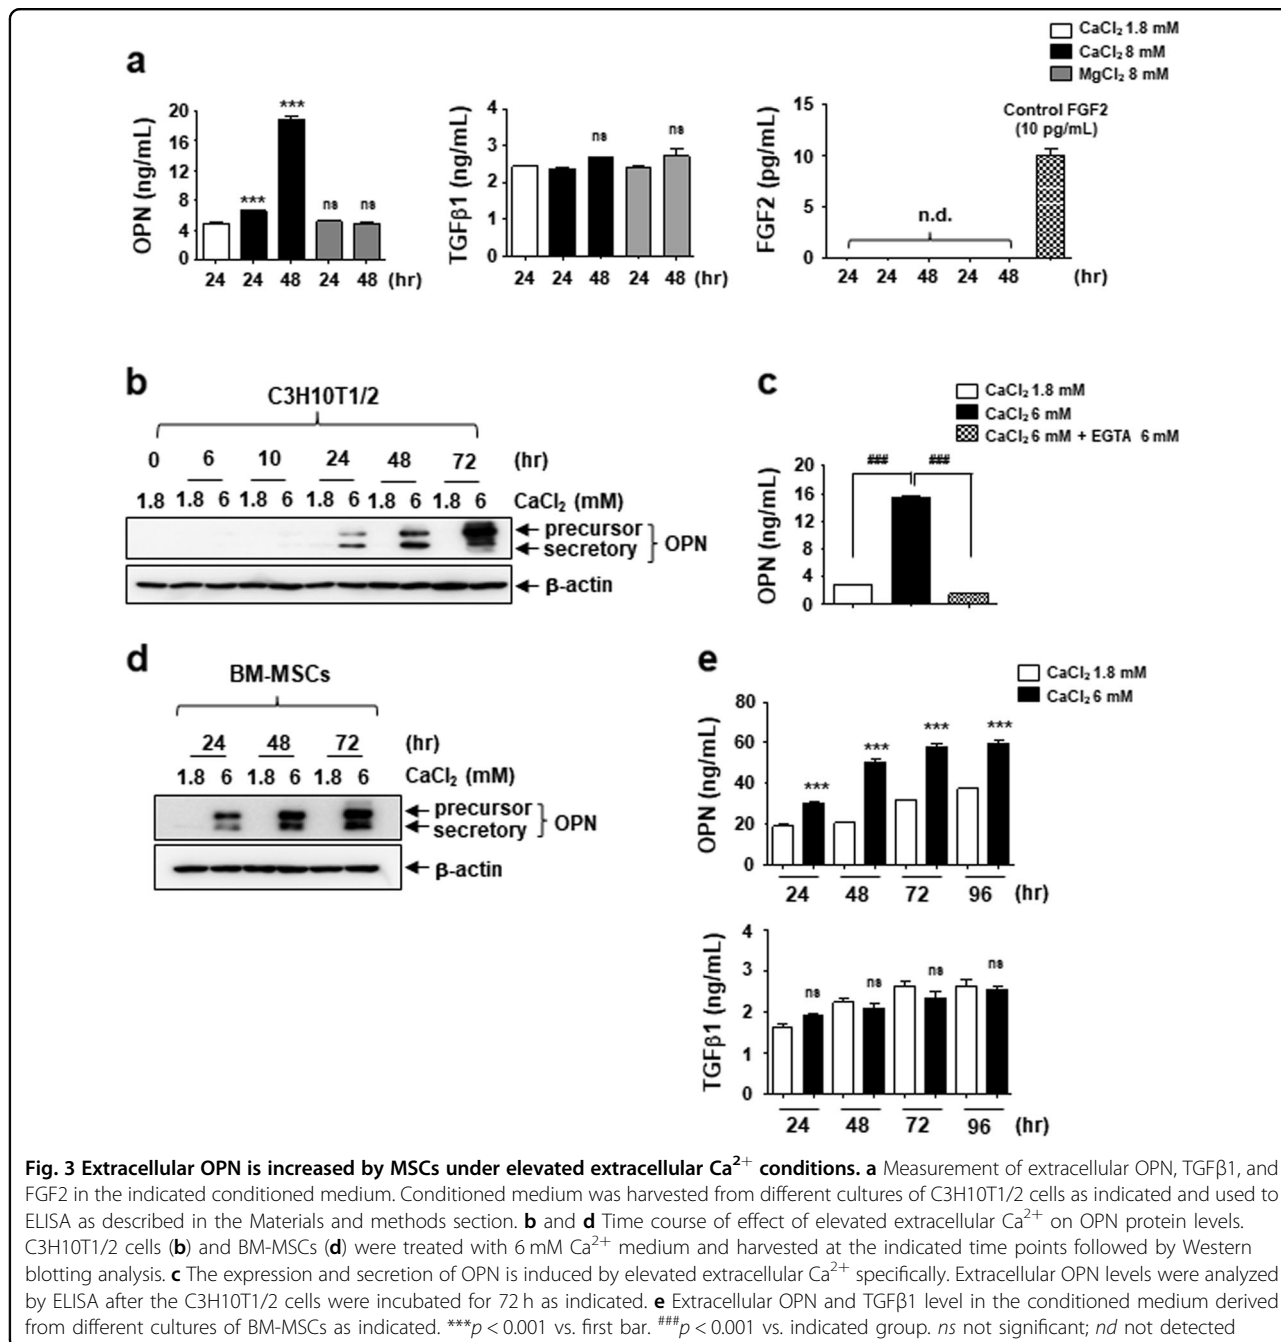 CaCl₂ 1.8 mM
CaCl₂ 8 mM
MgCl₂ 8 mM
a
OPN (ng/mL)
20
16
12
8
4
0
***
***
ns
ns
24 24 48 24 48 (hr)
TGFβ1 (ng/mL)
4
3
2
1
0
ns
ns
24 24 48 24 48 (hr)
FGF2 (pg/mL)
15
10
5
0
Control FGF2
(10 pg/mL)
n.d.
24 24 48 24 48 (hr)
b
C3H10T1/2
0 6 10 24 48 72 (hr)
1.8 1.8 6 1.8 6 1.8 6 1.8 6 1.8 6 CaCl₂ (mM)
precursor
secretory
OPN
β-actin
c
CaCl₂ 1.8 mM
CaCl₂ 6 mM
CaCl₂ 6 mM + EGTA 6 mM
OPN (ng/mL)
20
16
12
8
4
0
### ###
d
BM-MSCs
24 48 72 (hr)
1.8 6 1.8 6 1.8 6 CaCl₂ (mM)
precursor
secretory
OPN
β-actin
e
CaCl₂ 1.8 mM
CaCl₂ 6 mM
OPN (ng/mL)
80
60
40
20
0
***
***
***
***
24 48 72 96 (hr)
TGFβ1 (ng/mL)
4
3
2
1
0
ns
ns
ns
ns
24 48 72 96 (hr)
Fig. 3 Extracellular OPN is increased by MSCs under elevated extracellular Ca²⁺ conditions. a Measurement of extracellular OPN, TGFβ1, and
FGF2 in the indicated conditioned medium. Conditioned medium was harvested from different cultures of C3H10T1/2 cells as indicated and used to
ELISA as described in the Materials and methods section. b and d Time course of effect of elevated extracellular Ca²⁺ on OPN protein levels.
C3H10T1/2 cells (b) and BM-MSCs (d) were treated with 6 mM Ca²⁺ medium and harvested at the indicated time points followed by Western
blotting analysis. c The expression and secretion of OPN is induced by elevated extracellular Ca²⁺ specifically. Extracellular OPN levels were analyzed
by ELISA after the C3H10T1/2 cells were incubated for 72 h as indicated. e Extracellular OPN and TGFβ1 level in the conditioned medium derived
from different cultures of BM-MSCs as indicated. ***p < 0.001 vs. first bar. ###p < 0.001 vs. indicated group. ns not significant; nd not detected